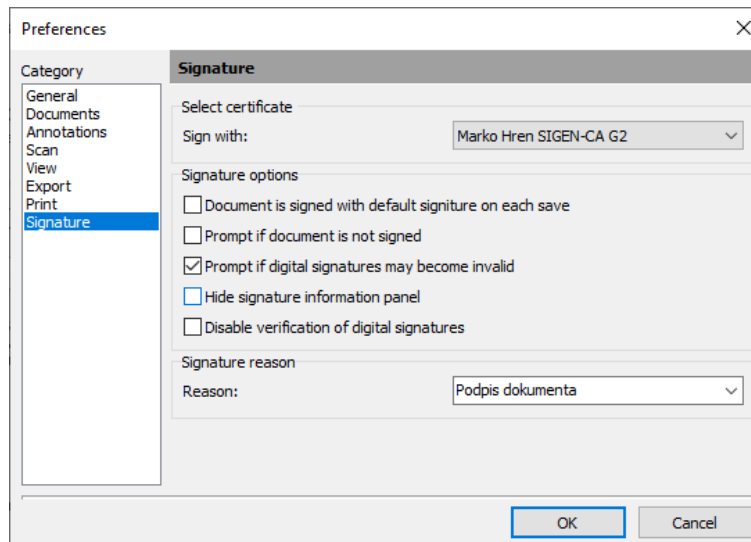 Preferences
Category
General
Documents
Annotations
Scan
View
Export
Print
Signature
Signature
Select certificate
Sign with: Marko Hren SIGEN-CA G2
Signature options
Document is signed with default signiture on each save
Prompt if document is not signed
Prompt if digital signatures may become invalid
Hide signature information panel
Disable verification of digital signatures
Signature reason
Reason: Podpis dokumenta
OK Cancel